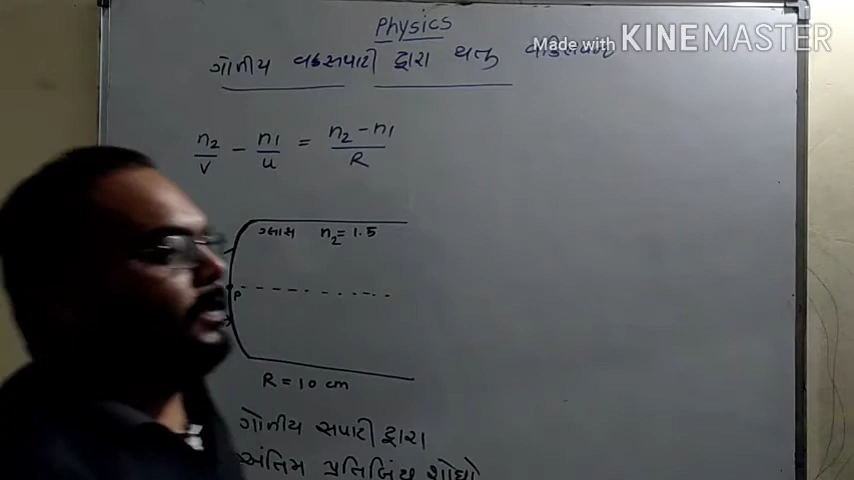 Physics
Made with KINEMASTER
ગોળીય વક્રસપાટી દ્વારા થતુ વક્રીભવન
n₂/v − n₁/u = n₂ − n₁/R
ગ્લાસ n₂ = 1.5
P
R = 10 cm
ગોળીય સપાટી દ્વારા
અંતિમ પ્રતિબિંબ શોધો